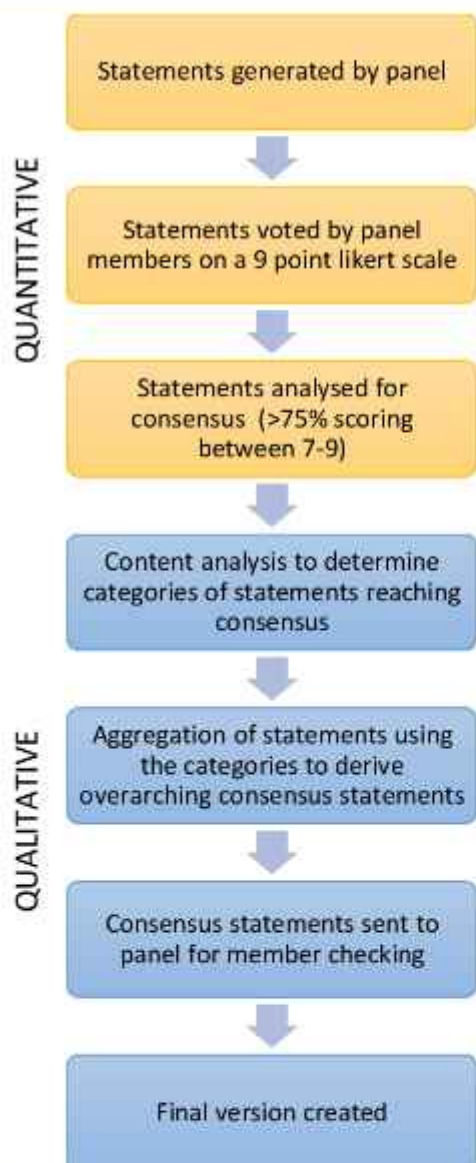 QUANTITATIVE
Statements generated by panel
Statements voted by panel
members on a 9 point likert scale
Statements analysed for
consensus (>75% scoring
between 7-9)
QUALITATIVE
Content analysis to determine
categories of statements reaching
consensus
Aggregation of statements using
the categories to derive
overarching consensus statements
Consensus statements sent to
panel for member checking
Final version created